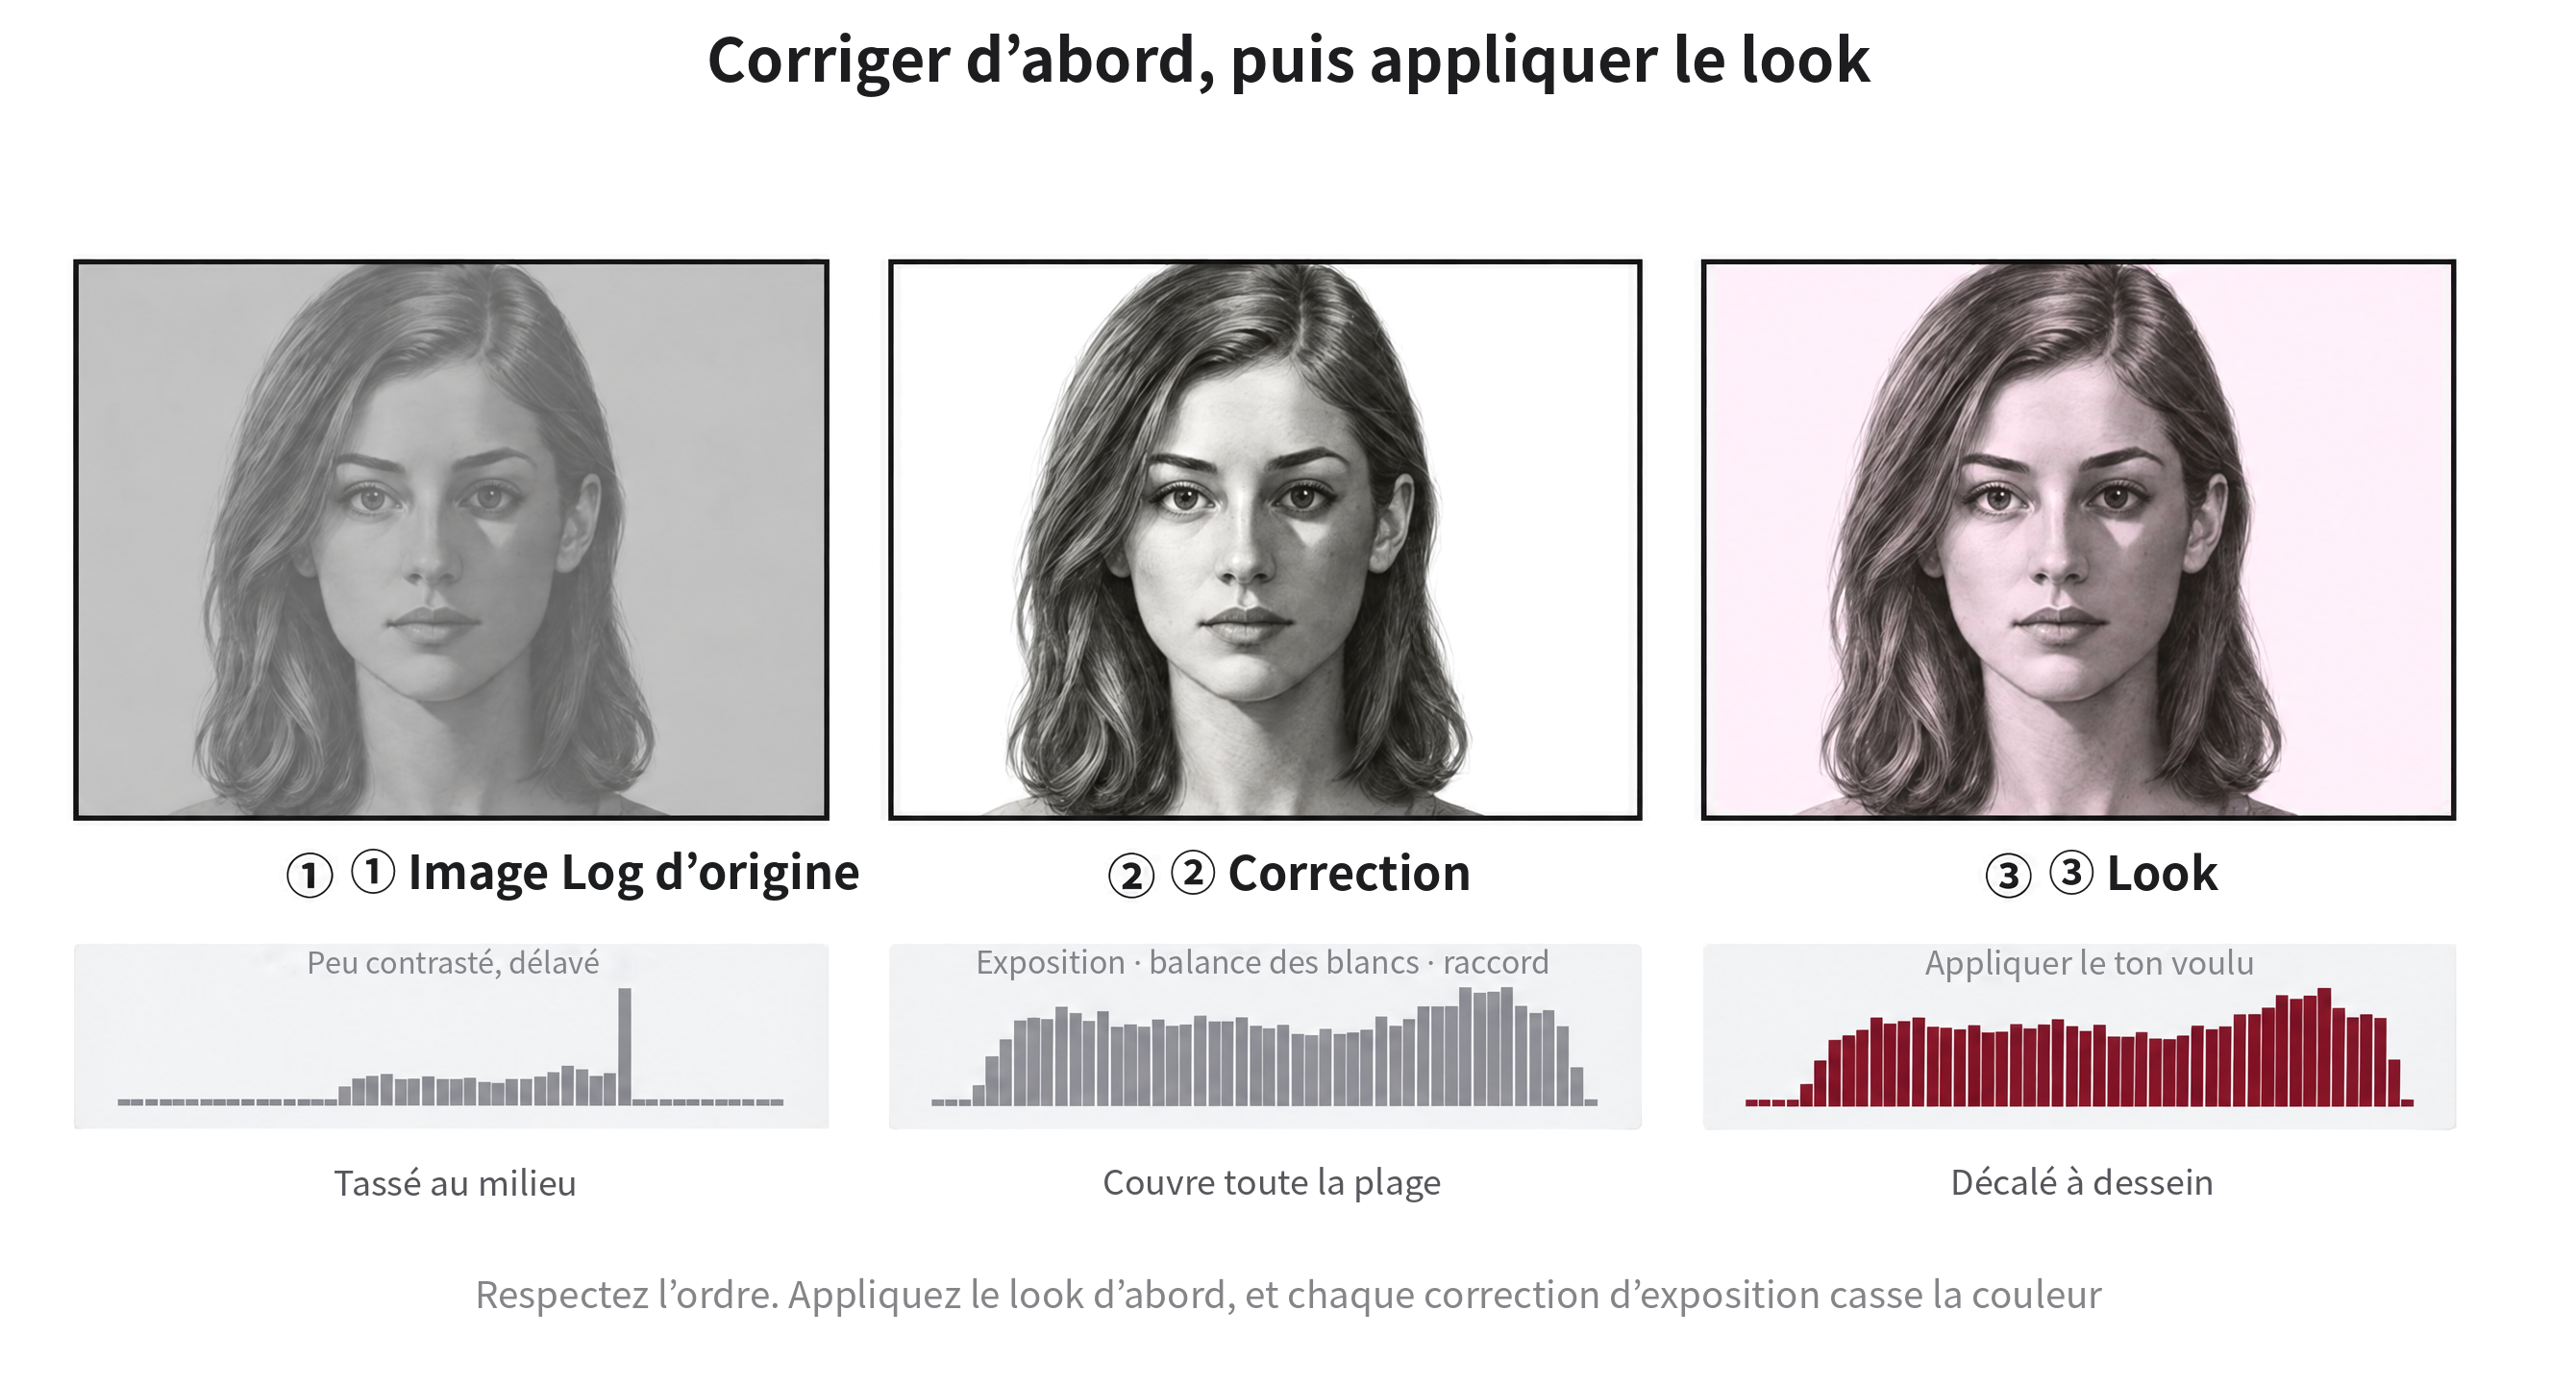 Corriger d’abord, puis appliquer le look
① ① Image Log d’origine
② ② Correction
③ ③ Look
Peu contrasté, délavé
Exposition · balance des blancs · raccord
Appliquer le ton voulu
Tassé au milieu
Couvre toute la plage
Décalé à dessein
Respectez l’ordre. Appliquez le look d’abord, et chaque correction d’exposition casse la couleur